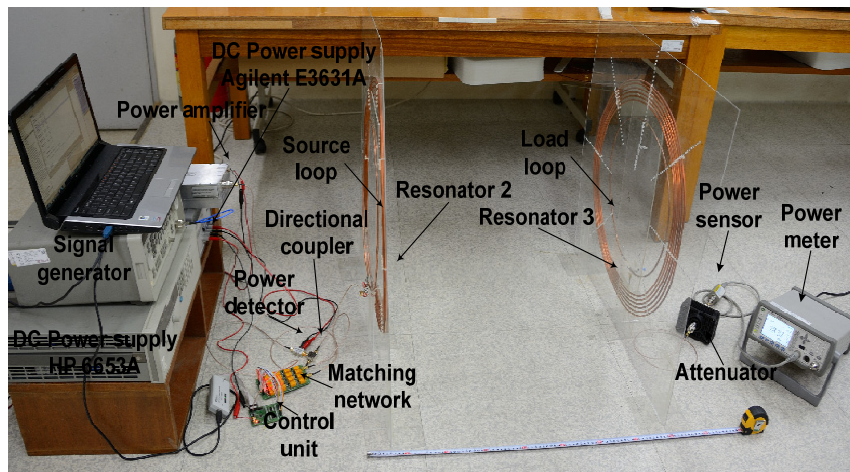 DC Power supply
Agilent E3631A
Power amplifier
Source
loop
Load
loop
Resonator 2
Resonator 3
Power
sensor
Power
meter
Directional
coupler
Signal
generator
Power
detector
DC Power supply
HP 6653A
Matching
network
Attenuator
Control
unit